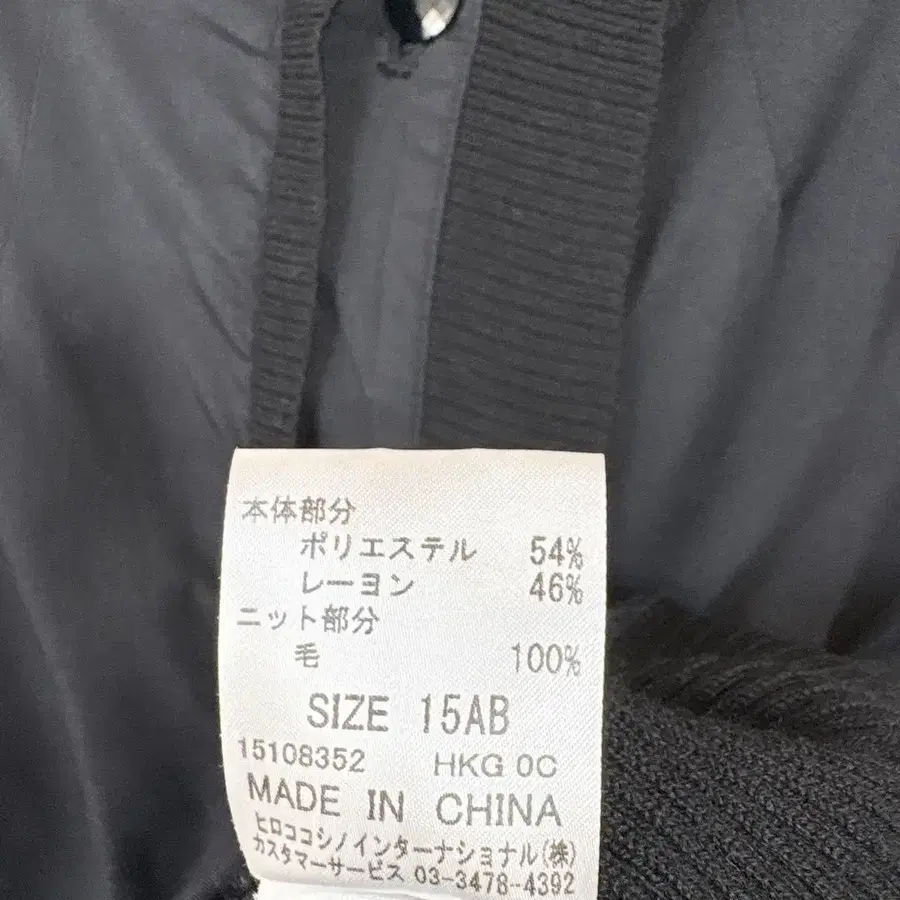 本体部分
ポリエステル 54%
レーヨン 46%
ニット部分
毛 100%
SIZE 15AB
15108352 HKG 0C
MADE IN CHINA
ヒロココシノインターナショナル(株)
カスタマーサービス 03-3478-4392